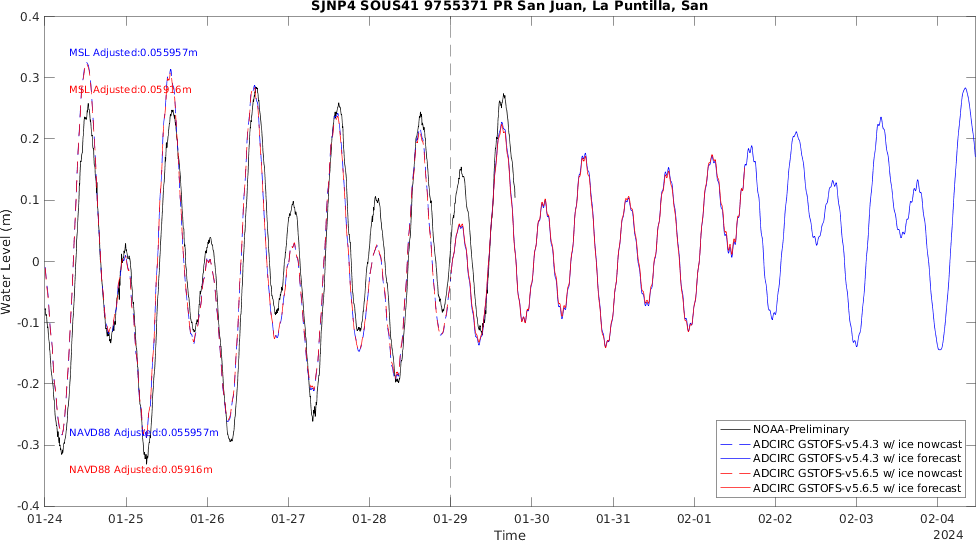 SJNP4 SOUS41 9755371 PR San Juan, La Puntilla, San
0.4
0.3
0.2
0.1
0
-0.1
-0.2
-0.3
-0.4
Water Level (m)
MSL Adjusted:0.055957m
MSL Adjusted:0.05916m
NAVD88 Adjusted:0.055957m
NAVD88 Adjusted:0.05916m
NOAA-Preliminary
ADCIRC GSTOFS-v5.4.3 w/ ice nowcast
ADCIRC GSTOFS-v5.4.3 w/ ice forecast
ADCIRC GSTOFS-v5.6.5 w/ ice nowcast
ADCIRC GSTOFS-v5.6.5 w/ ice forecast
01-24 01-25 01-26 01-27 01-28 01-29 01-30 01-31 02-01 02-02 02-03 02-04
Time
2024